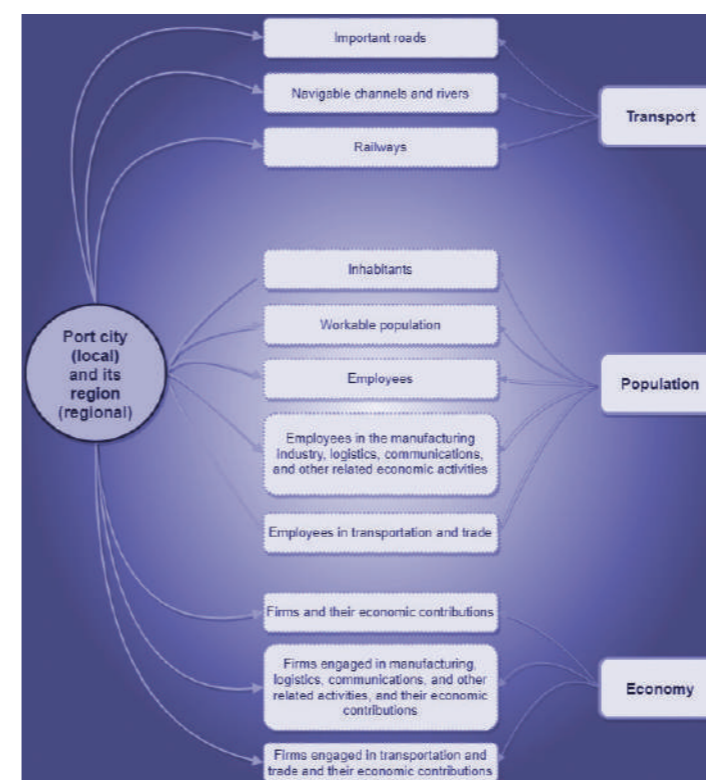 Important roads
Navigable channels and rivers
Railways
Transport
Inhabitants
Workable population
Employees
Employees in the manufacturing
industry, logistics, communications,
and other related economic activities
Employees in transportation and trade
Population
Port city
(local)
and its
region
(regional)
Firms and their economic contributions
Firms engaged in manufacturing,
logistics, communications, and other
related activities, and their economic
contributions
Firms engaged in transportation and
trade and their economic contributions
Economy